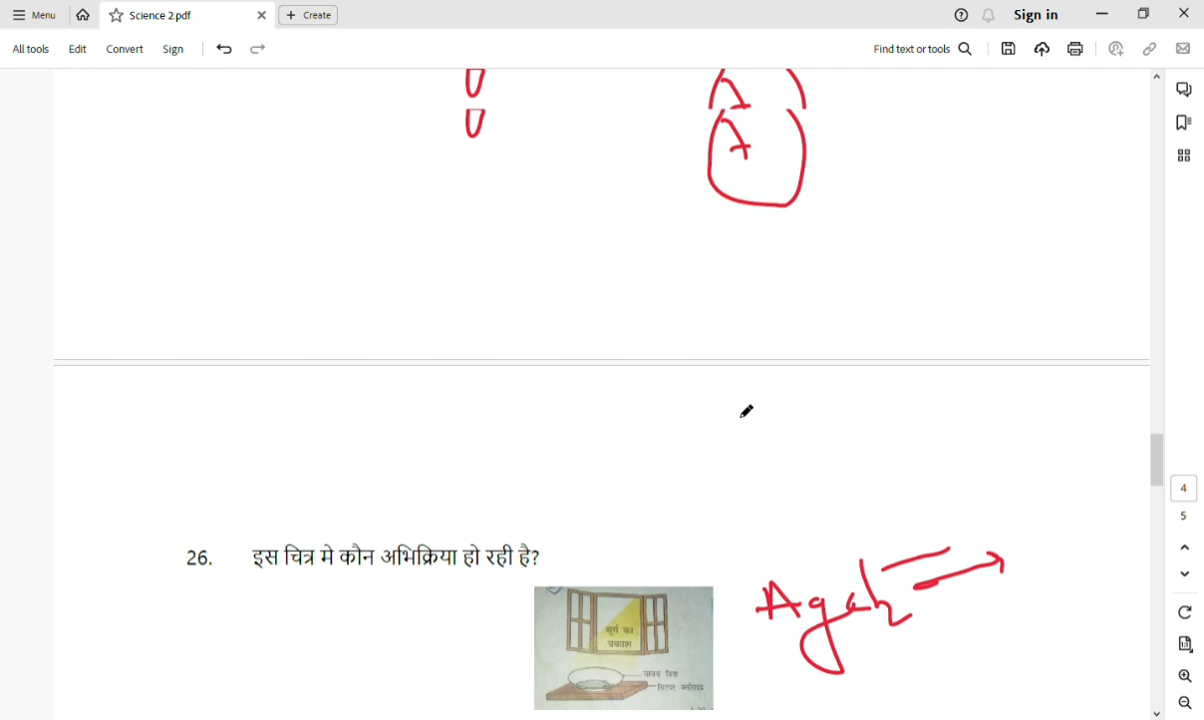 Menu
Science 2.pdf
Create
Sign in
All tools
Edit
Convert
Sign
Find text or tools
4
5
26. इस चित्र मे कौन अभिक्रिया हो रही है?
सूर्य का
प्रकाश